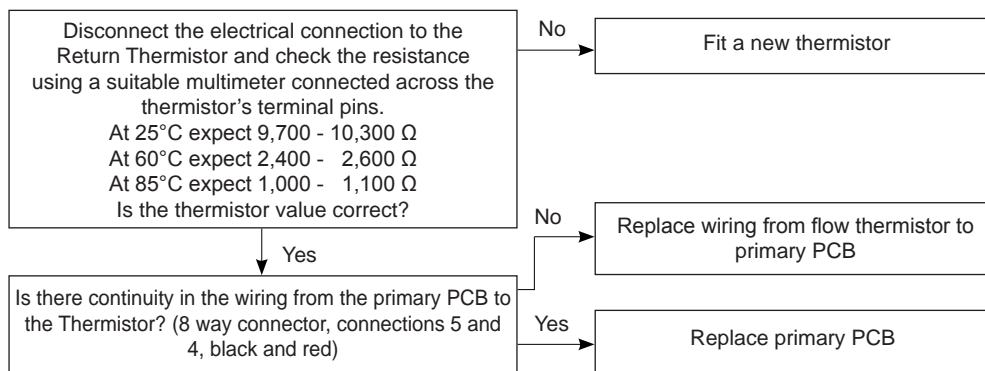 Disconnect the electrical connection to the
Return Thermistor and check the resistance
using a suitable multimeter connected across the
thermistor's terminal pins.
At 25°C expect 9,700 - 10,300 Ω
At 60°C expect 2,400 - 2,600 Ω
At 85°C expect 1,000 - 1,100 Ω
Is the thermistor value correct?
No
Fit a new thermistor
Yes
Is there continuity in the wiring from the primary PCB to
the Thermistor? (8 way connector, connections 5 and
4, black and red)
No
Replace wiring from flow thermistor to
primary PCB
Yes
Replace primary PCB